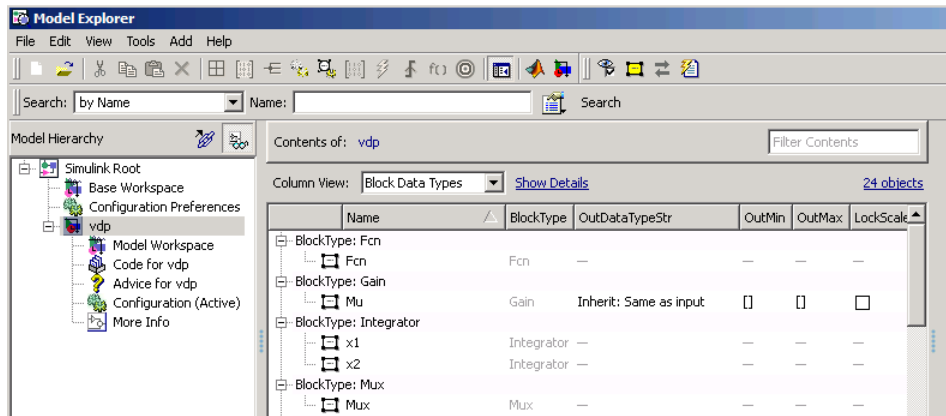 Model Explorer
File Edit View Tools Add Help
Search: by Name Name: Search
Model Hierarchy
Simulink Root
Base Workspace
Configuration Preferences
vdp
Model Workspace
Code for vdp
Advice for vdp
Configuration (Active)
More Info
Contents of: vdp Filter Contents
Column View: Block Data Types Show Details 24 objects
Name BlockType OutDataTypeStr OutMin OutMax LockScale
BlockType: Fcn
Fcn Fcn — — — —
BlockType: Gain
Mu Gain Inherit: Same as input [] []
BlockType: Integrator
x1 Integrator — — — —
x2 Integrator — — — —
BlockType: Mux
Mux Mux — — — —